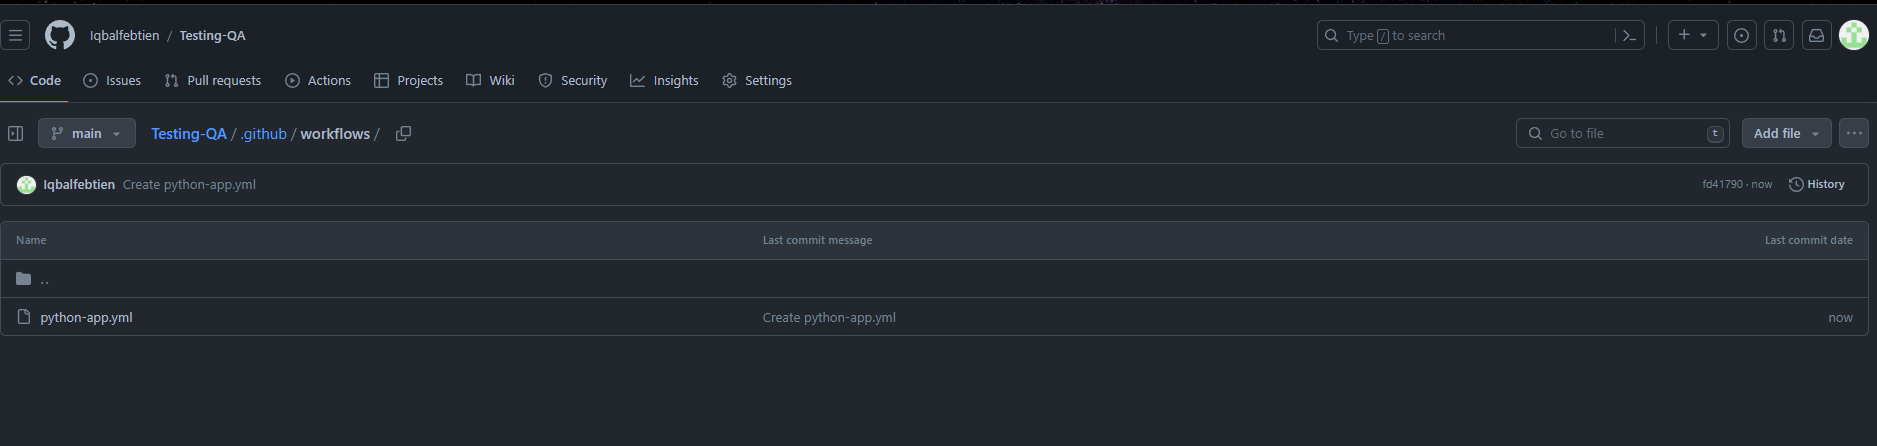 Iqbalfebtien / Testing-QA
Type / to search
Code Issues Pull requests Actions Projects Wiki Security Insights Settings
main Testing-QA / .github / workflows /
Go to file t Add file
Iqbalfebtien Create python-app.yml fd41790 · now History
Name Last commit message Last commit date
..
python-app.yml Create python-app.yml now